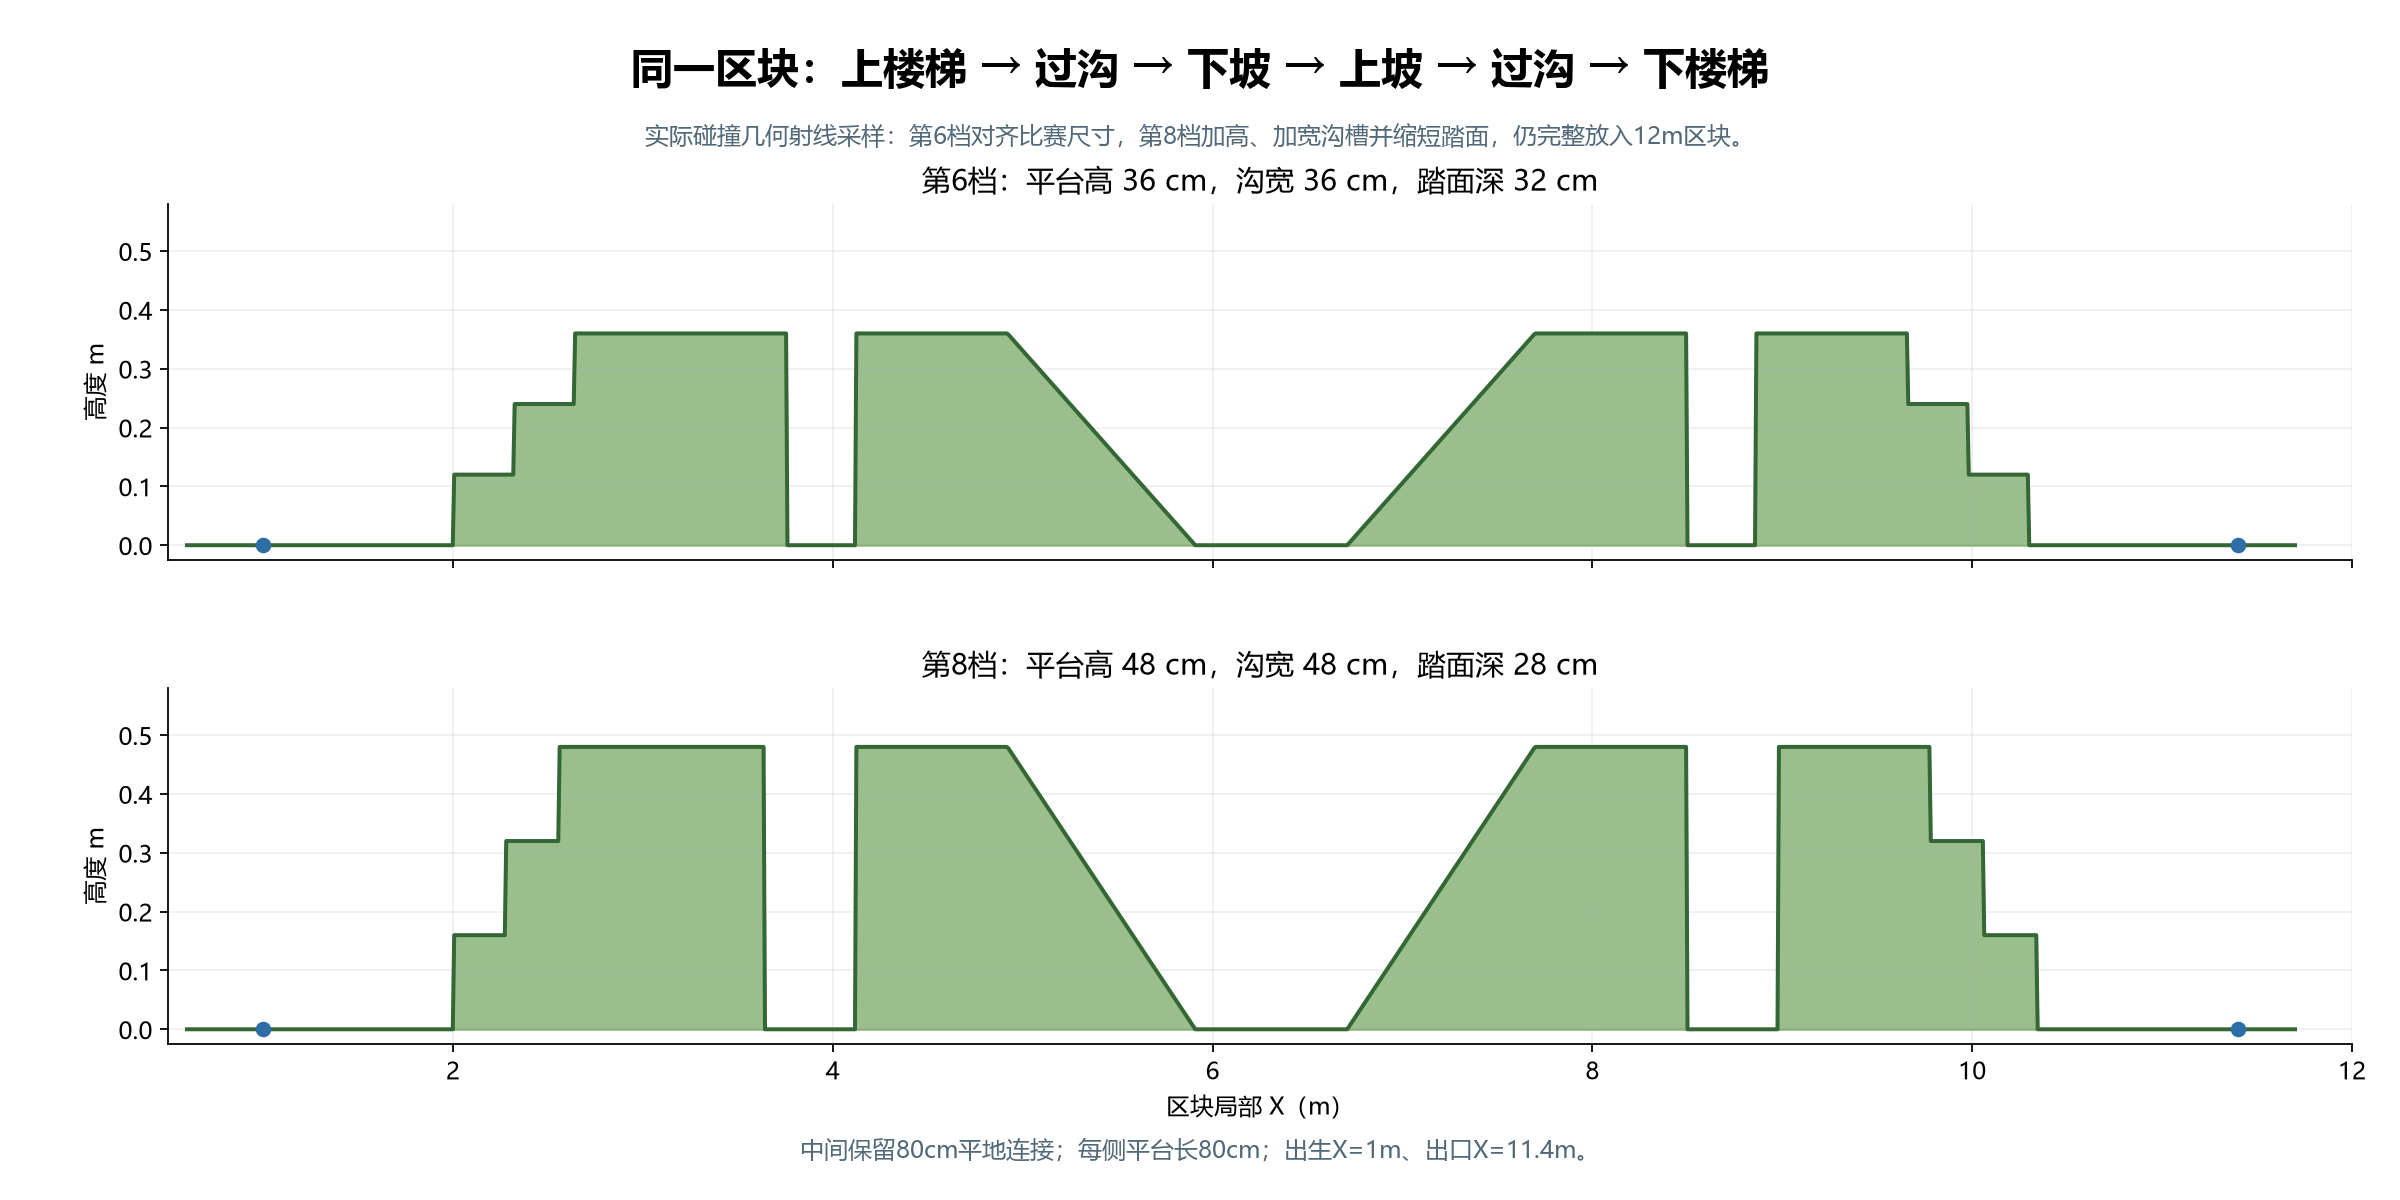 同一区块：上楼梯 → 过沟 → 下坡 → 上坡 → 过沟 → 下楼梯
实际碰撞几何射线采样：第6档对齐比赛尺寸，第8档加高、加宽沟槽并缩短踏面，仍完整放入12m区块。
第6档：平台高 36 cm，沟宽 36 cm，踏面深 32 cm
0.5
0.4
0.3
0.2
0.1
0.0
高度 m
第8档：平台高 48 cm，沟宽 48 cm，踏面深 28 cm
0.5
0.4
0.3
0.2
0.1
0.0
高度 m
2 4 6 8 10 12
区块局部 X（m）
中间保留80cm平地连接；每侧平台长80cm；出生X=1m、出口X=11.4m。